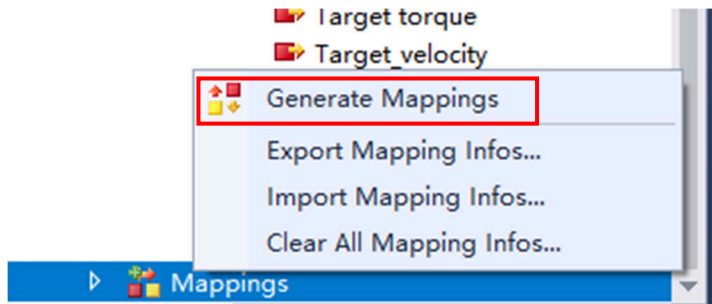 Target torque
Target_velocity
Generate Mappings
Export Mapping Infos...
Import Mapping Infos...
Clear All Mapping Infos...
Mappings